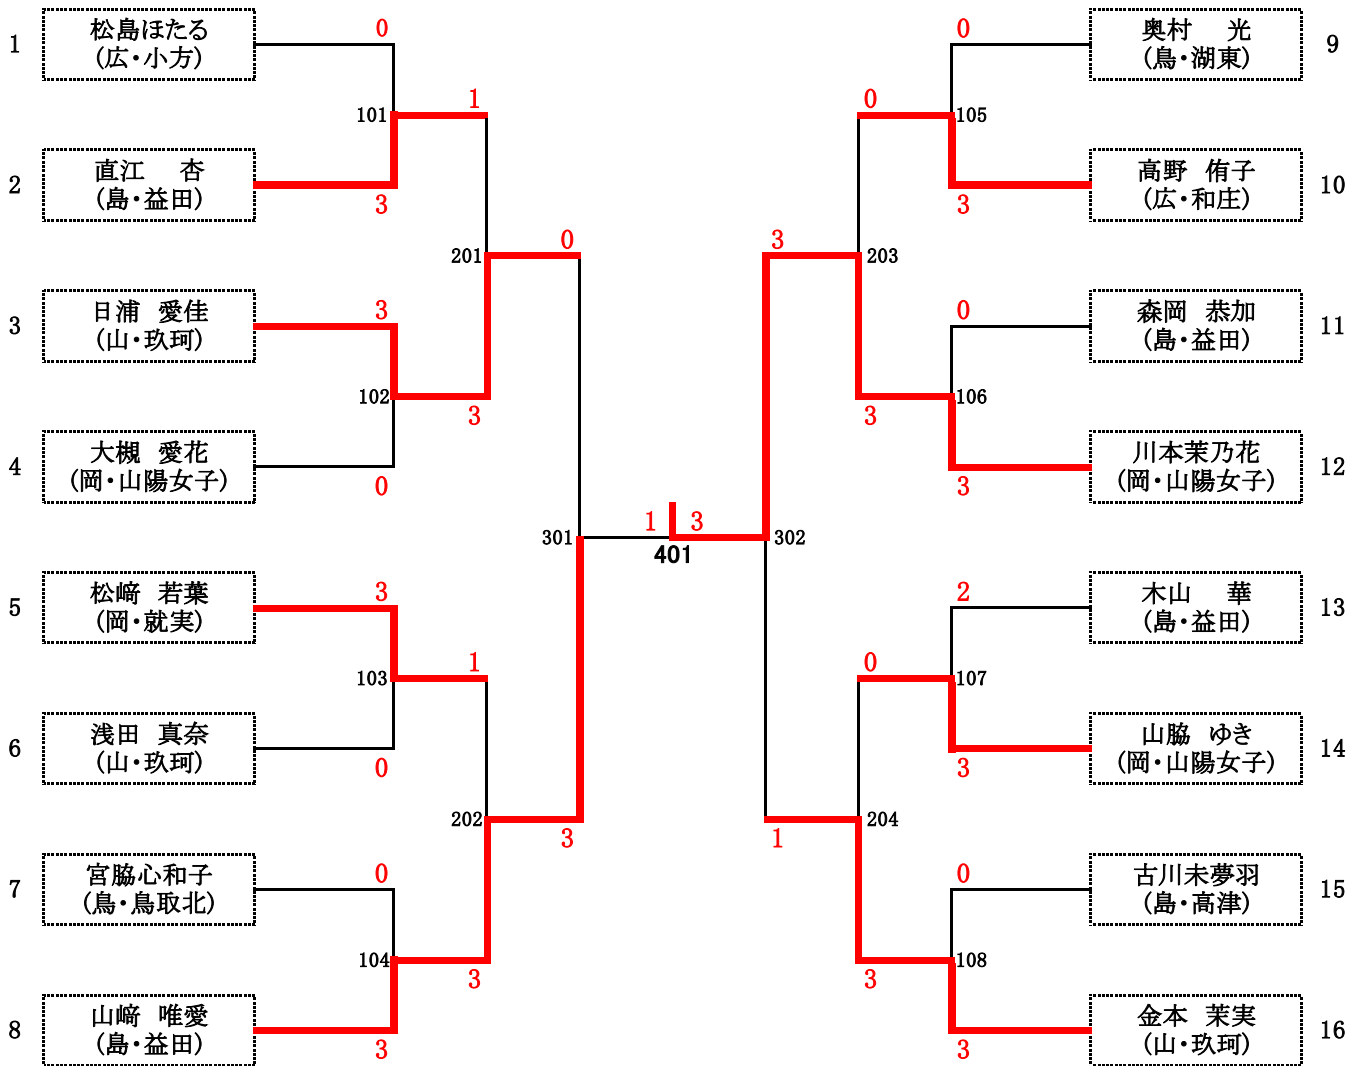 1
松島ほたる
(広・小方)
2
直江 杏
(島・益田)
3
日浦 愛佳
(山・玖珂)
4
大槻 愛花
(岡・山陽女子)
5
松﨑 若葉
(岡・就実)
6
浅田 真奈
(山・玖珂)
7
宮脇心和子
(鳥・鳥取北)
8
山﨑 唯愛
(島・益田)
0
101
3
3
102
0
3
103
0
0
104
3
1
201
3
1
202
3
0
301
3
1
3
401
3
302
1
0
203
3
0
204
3
0
105
3
0
106
3
2
107
3
0
108
3
奥村 光
(鳥・湖東)
9
高野 侑子
(広・和庄)
10
森岡 恭加
(島・益田)
11
川本茉乃花
(岡・山陽女子)
12
木山 華
(島・益田)
13
山脇 ゆき
(岡・山陽女子)
14
古川未夢羽
(島・高津)
15
金本 茉実
(山・玖珂)
16